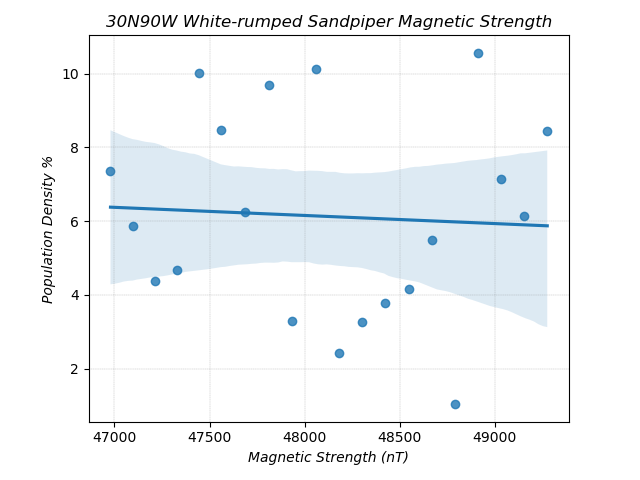 30N90W White-rumped Sandpiper Magnetic Strength
10
8
6
4
2
Population Density %
47000 47500 48000 48500 49000
Magnetic Strength (nT)